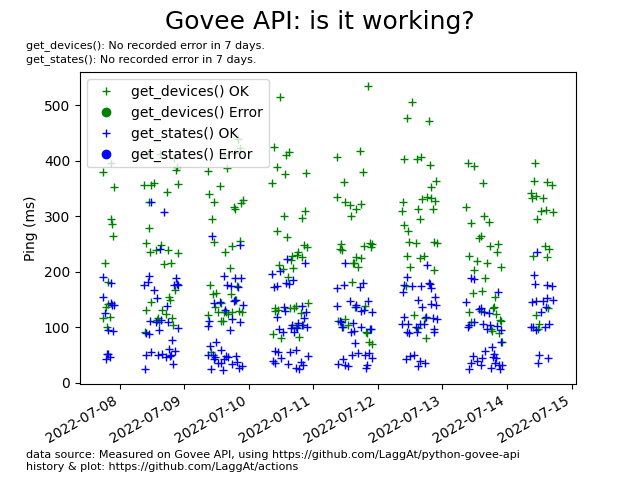 Govee API: is it working?
get_devices(): No recorded error in 7 days.
get_states(): No recorded error in 7 days.
get_devices() OK
get_devices() Error
get_states() OK
get_states() Error
500
400
300
200
100
0
Ping (ms)
2022-07-08
2022-07-09
2022-07-10
2022-07-11
2022-07-12
2022-07-13
2022-07-14
2022-07-15
data source: Measured on Govee API, using https://github.com/LaggAt/python-govee-api
history & plot: https://github.com/LaggAt/actions